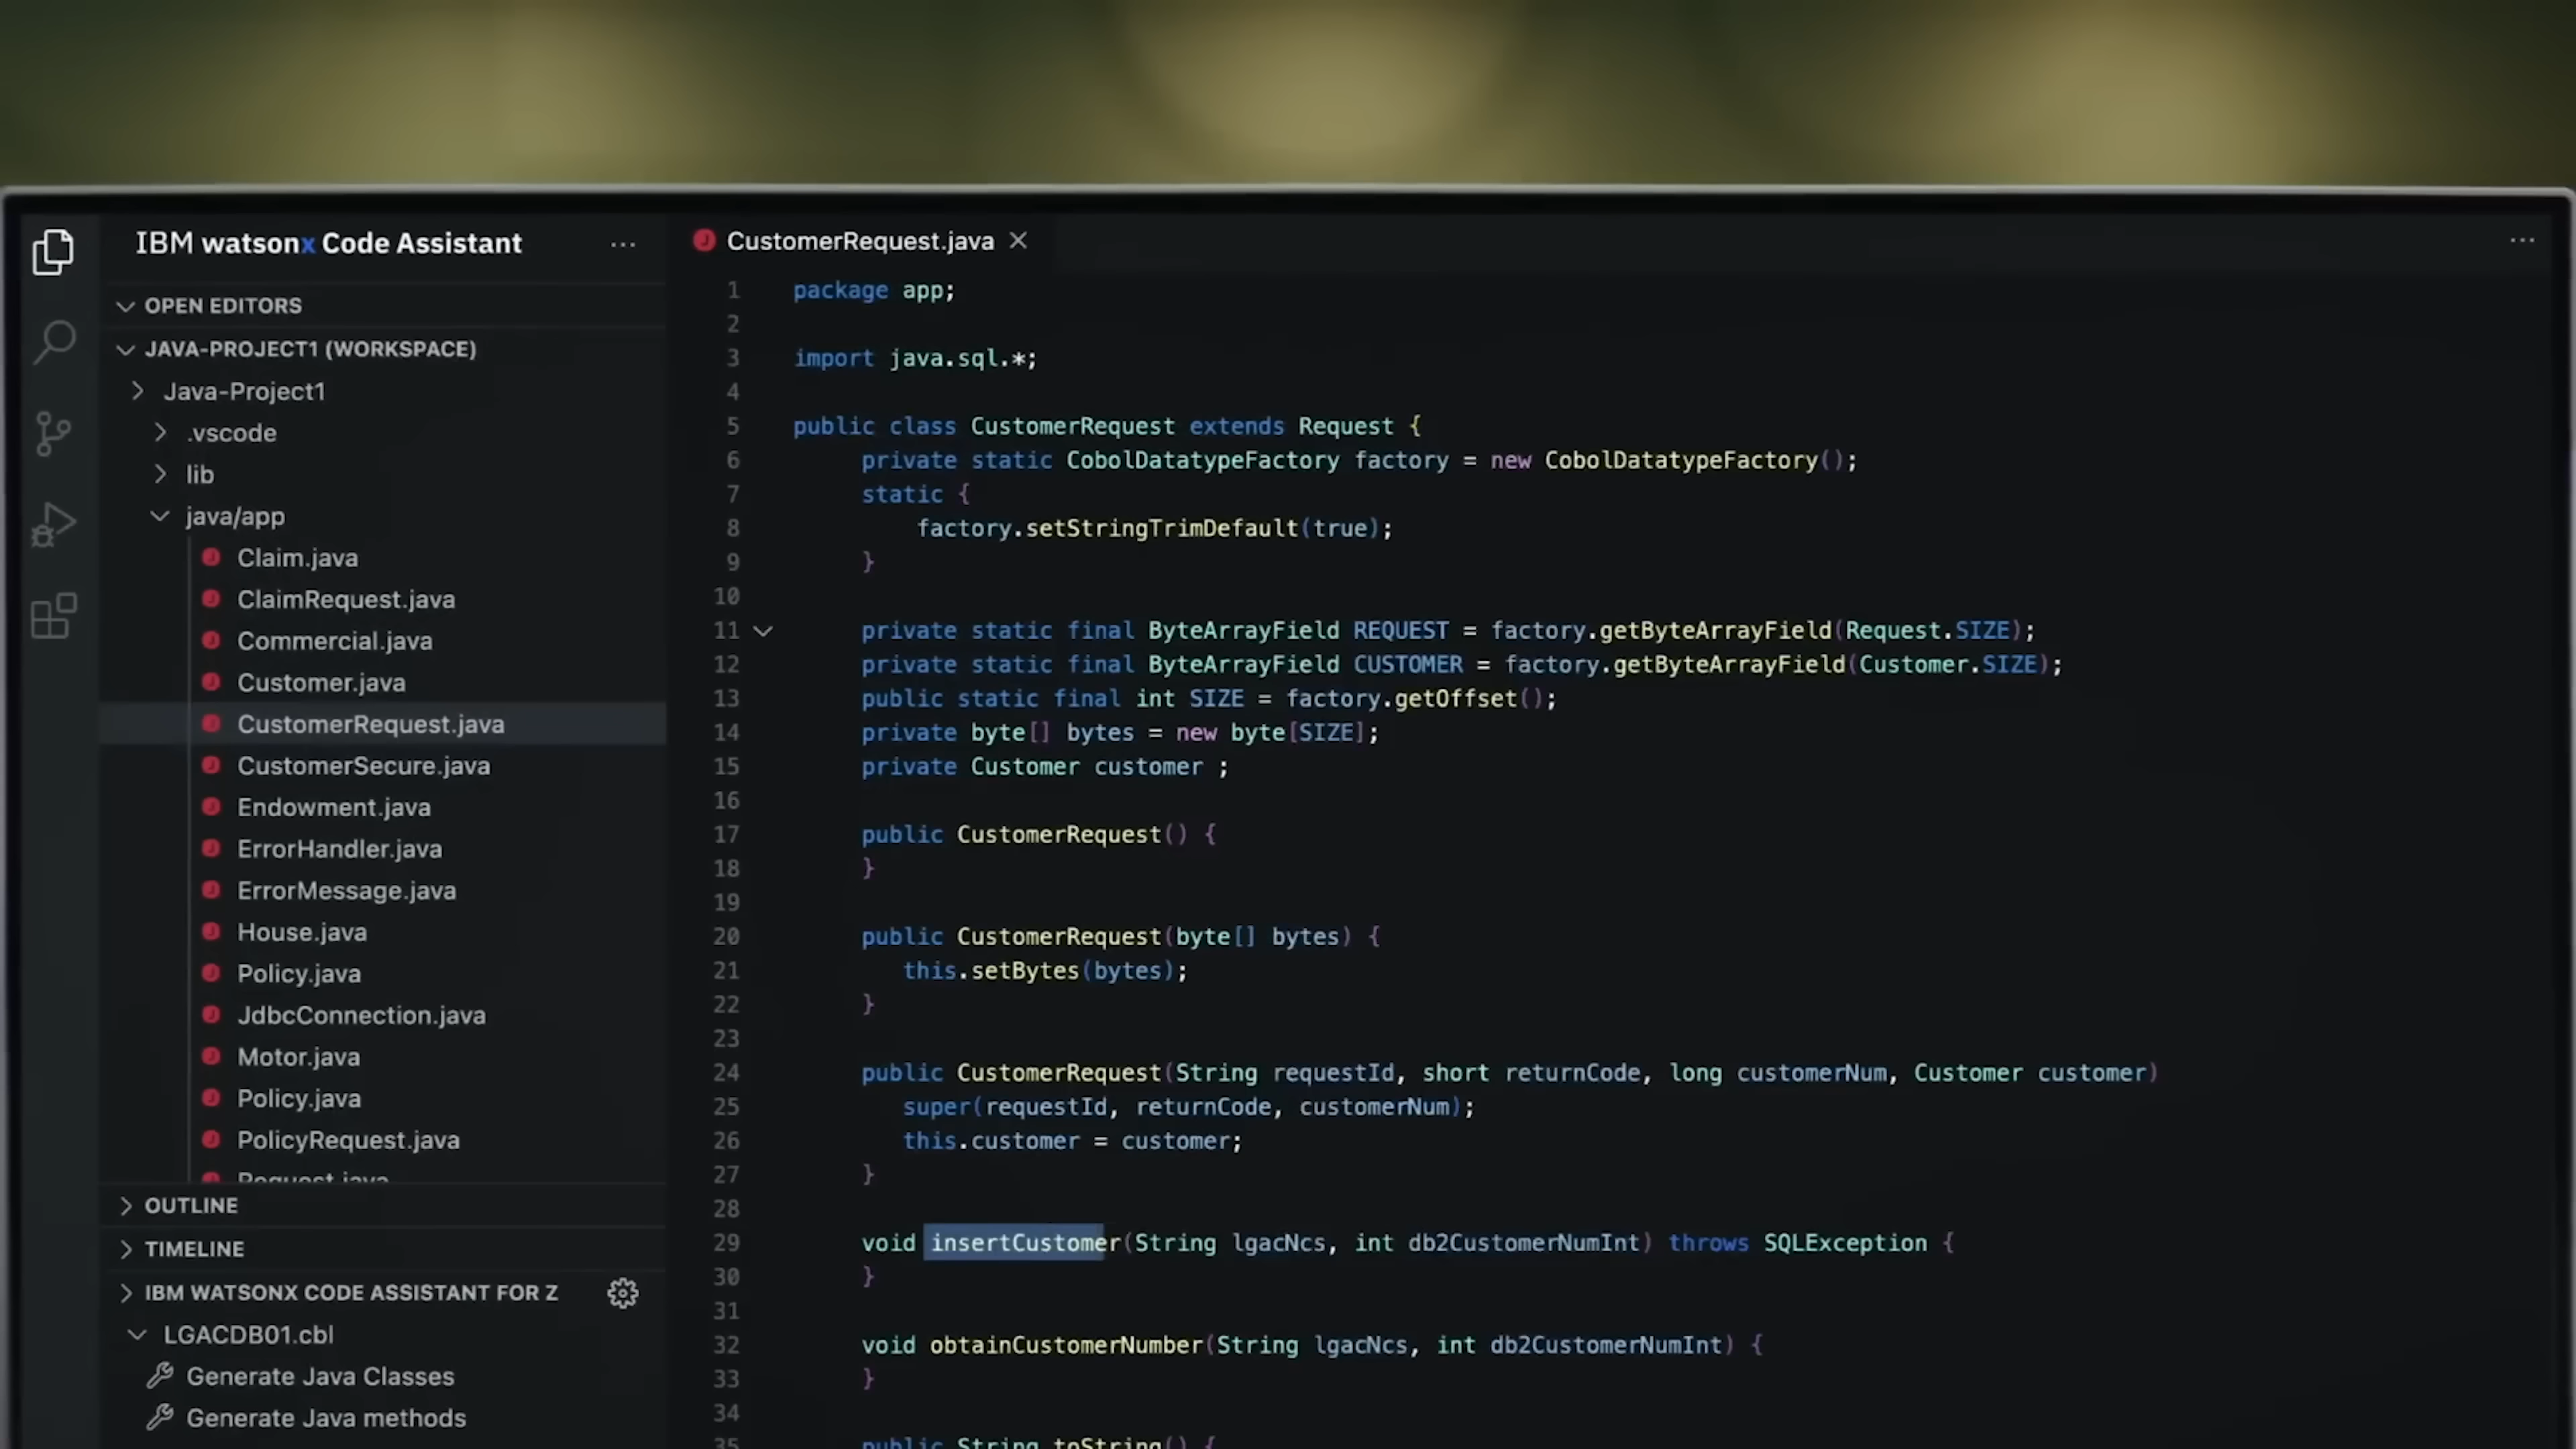 IBM watsonx Code Assistant
OPEN EDITORS
JAVA-PROJECT1 (WORKSPACE)
Java-Project1
.vscode
lib
java/app
Claim.java
ClaimRequest.java
Commercial.java
Customer.java
CustomerRequest.java
CustomerSecure.java
Endowment.java
ErrorHandler.java
ErrorMessage.java
House.java
Policy.java
JdbcConnection.java
Motor.java
Policy.java
PolicyRequest.java
Request.java
OUTLINE
TIMELINE
IBM WATSONX CODE ASSISTANT FOR Z
LGACDB01.cbl
Generate Java Classes
Generate Java methods
CustomerRequest.java
1 package app;
2
3 import java.sql.*;
4
5 public class CustomerRequest extends Request {
6 private static CobolDatatypeFactory factory = new CobolDatatypeFactory();
7 static {
8 factory.setStringTrimDefault(true);
9 }
10
11 private static final ByteArrayField REQUEST = factory.getByteArrayField(Request.SIZE);
12 private static final ByteArrayField CUSTOMER = factory.getByteArrayField(Customer.SIZE);
13 public static final int SIZE = factory.getOffset();
14 private byte[] bytes = new byte[SIZE];
15 private Customer customer ;
16
17 public CustomerRequest() {
18 }
19
20 public CustomerRequest(byte[] bytes) {
21 this.setBytes(bytes);
22 }
23
24 public CustomerRequest(String requestId, short returnCode, long customerNum, Customer customer)
25 super(requestId, returnCode, customerNum);
26 this.customer = customer;
27 }
28
29 void insertCustomer(String lgacNcs, int db2CustomerNumInt) throws SQLException {
30 }
31
32 void obtainCustomerNumber(String lgacNcs, int db2CustomerNumInt) {
33 }
34
35 public String toString() {